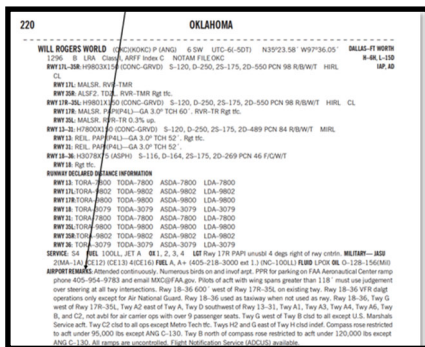 220 OKLAHOMA
WILL ROGERS WORLD (OKC)(KOKC) P (ANG) 6 SW UTC-6(-5DT) N35°23.58´ W97°36.05´ DALLAS-FT WORTH
1296 B LRA Class I, ARFF Index C NOTAM FILE OKC H-6H, L-15D
RWY 17L-35R: H9803X150 (CONC-GRVD) S-120, D-250, 2S-175, 2D-550 PCN 98 R/B/W/T HIRL IAP, AD
CL
RWY 17L: MALSR. RVR-TMR
RWY 35R: ALSF2. TDZL. RVR-TMR Rgt tfc.
RWY 17R-35L: H9801X150 (CONC-GRVD) S-120, D-250, 2S-175, 2D-550 PCN 98 R/B/W/T HIRL CL
RWY 17R: MALSR. PAPI(P4L)—GA 3.0° TCH 60´. RVR-TR Rgt tfc.
RWY 35L: MALSR. RVR-TR 0.3% up.
RWY 13-31: H7800X150 (CONC-GRVD) S-120, D-250, 2S-175, 2D-489 PCN 84 R/B/W/T MIRL
RWY 13: REIL. PAPI(P4L)—GA 3.0° TCH 52´. Rgt tfc.
RWY 31: REIL. PAPI(P4L)—GA 3.0° TCH 52´.
RWY 18-36: H3078X75 (ASPH) S-116, D-164, 2S-175, 2D-269 PCN 46 F/C/W/T
RWY 18: Rgt tfc.
RUNWAY DECLARED DISTANCE INFORMATION
RWY 13: TORA-7800 TODA-7800 ASDA-7800 LDA-7800
RWY 17L: TORA-9802 TODA-9802 ASDA-9802 LDA-9802
RWY 17R: TORA-9800 TODA-9800 ASDA-9800 LDA-9800
RWY 18: TORA-3079 TODA-3079 ASDA-3079 LDA-3079
RWY 31: TORA-7800 TODA-7800 ASDA-7800 LDA-7800
RWY 35L: TORA-9800 TODA-9800 ASDA-9800 LDA-9800
RWY 35R: TORA-9802 TODA-9802 ASDA-9802 LDA-9802
RWY 36: TORA-3079 TODA-3079 ASDA-3079 LDA-3079
SERVICE: S4 FUEL 100LL, JET A OX 1, 2, 3, 4 LGT Rwy 17R PAPI unusbl 4 degs right of rwy cntrln. MILITARY— JASU
2(MA-1A) (CE12) (CE13) 4(CE16) FUEL A, A+ (405-218-3000 ext 1.) (NC-100LL) FLUID LPOX OIL O-128-156(Mil)
AIRPORT REMARKS: Attended continuously. Numerous birds on and invof arpt. PPR for parking on FAA Aeronautical Center ramp
phone 405-954-9783 and email MXC@FAA.gov. Pilots of acft with wing spans greater than 118´ must use judgement
over steering at all twy intersections. Rwy 18-36 600´ west of Rwy 17R-35L on existing twy. Rwy 18-36 VFR dalgt
operations only except for Air National Guard. Rwy 18-36 used as taxiway when not used as rwy. Rwy 18-36, Twy G
west of Rwy 17R-35L, Twy A2 east of Twy A, Twy D southwest of Rwy 13-31, Twy A1, Twy A3, Twy A4, Twy A6, Twy
B, and C2, not avbl for air carrier ops with over 9 passenger seats. Twy G west of Twy B clsd to all except U.S. Marshals
Service acft. Twy C2 clsd to all ops except Metro Tech flc. Twys H2 and G east of Twy H clsd indef. Compass rose restricted
to acft under 95,000 lbs except ANG C-130. Twy B north of compass rose restricted to acft under 120,000 lbs except
ANG C-130. All ramps are uncontrolled. Flight Notification Service (ADCUS) available.